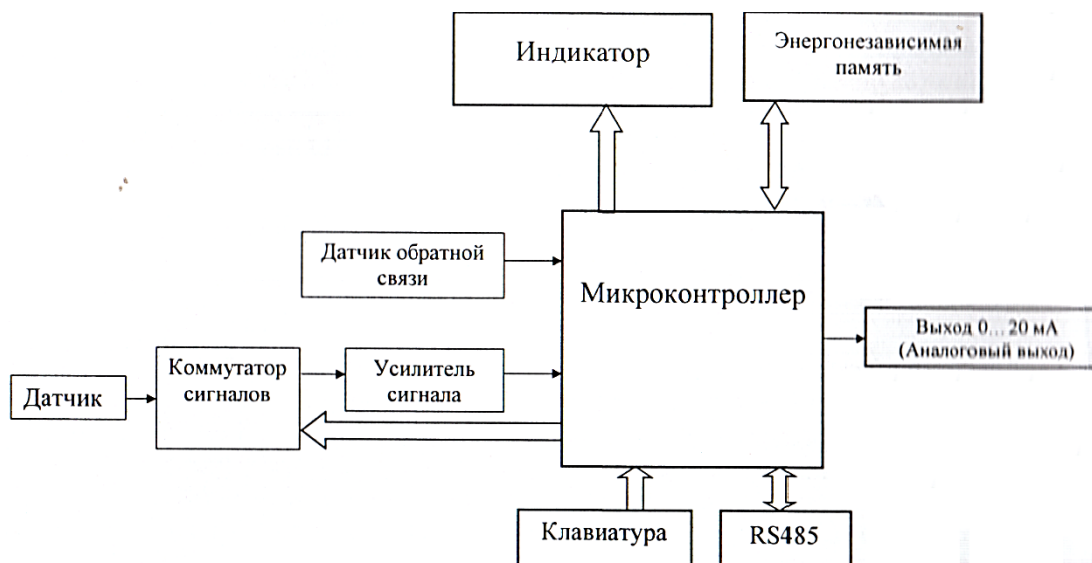 Индикатор
Энергонезависимая
память
Датчик обратной
связи
Микроконтроллер
Выход 0... 20 мА
(Аналоговый выход)
Коммутатор
сигналов
Усилитель
сигнала
Датчик
Клавиатура
RS485